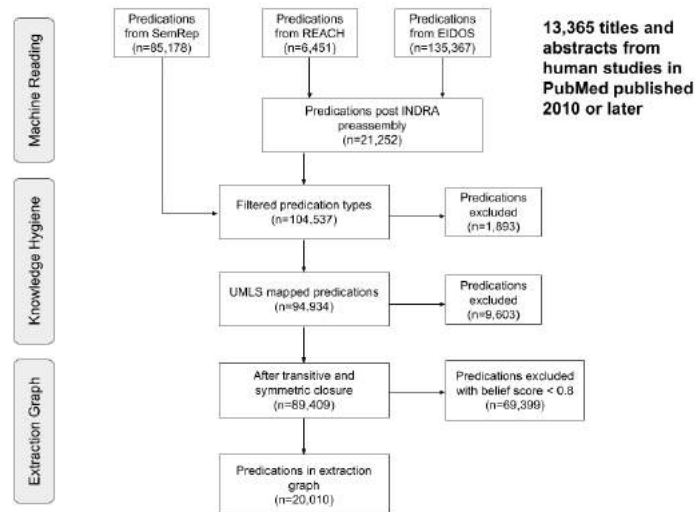 Machine Reading
Predications
from SemRep
(n=85,178)
Predications
from REACH
(n=6,451)
Predications
from EIDOS
(n=135,367)
13,365 titles and
abstracts from
human studies in
PubMed published
2010 or later
Predications post INDRA
preassembly
(n=21,252)
Knowledge Hygiene
Filtered predication types
(n=104,537)
Predications
excluded
(n=1,893)
UMLS mapped predications
(n=94,934)
Predications
excluded
(n=9,603)
Extraction Graph
After transitive and
symmetric closure
(n=89,409)
Predications excluded
with belief score < 0.8
(n=69,399)
Predications in extraction
graph
(n=20,010)